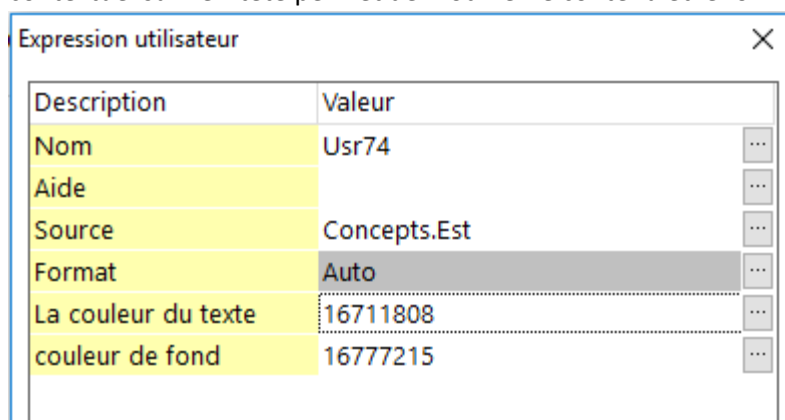 Expression utilisateur
Description Valeur
Nom Usr74 ...
Aide ...
Source Concepts.Est ...
Format Auto ...
La couleur du texte 16711808 ...
couleur de fond 16777215 ...